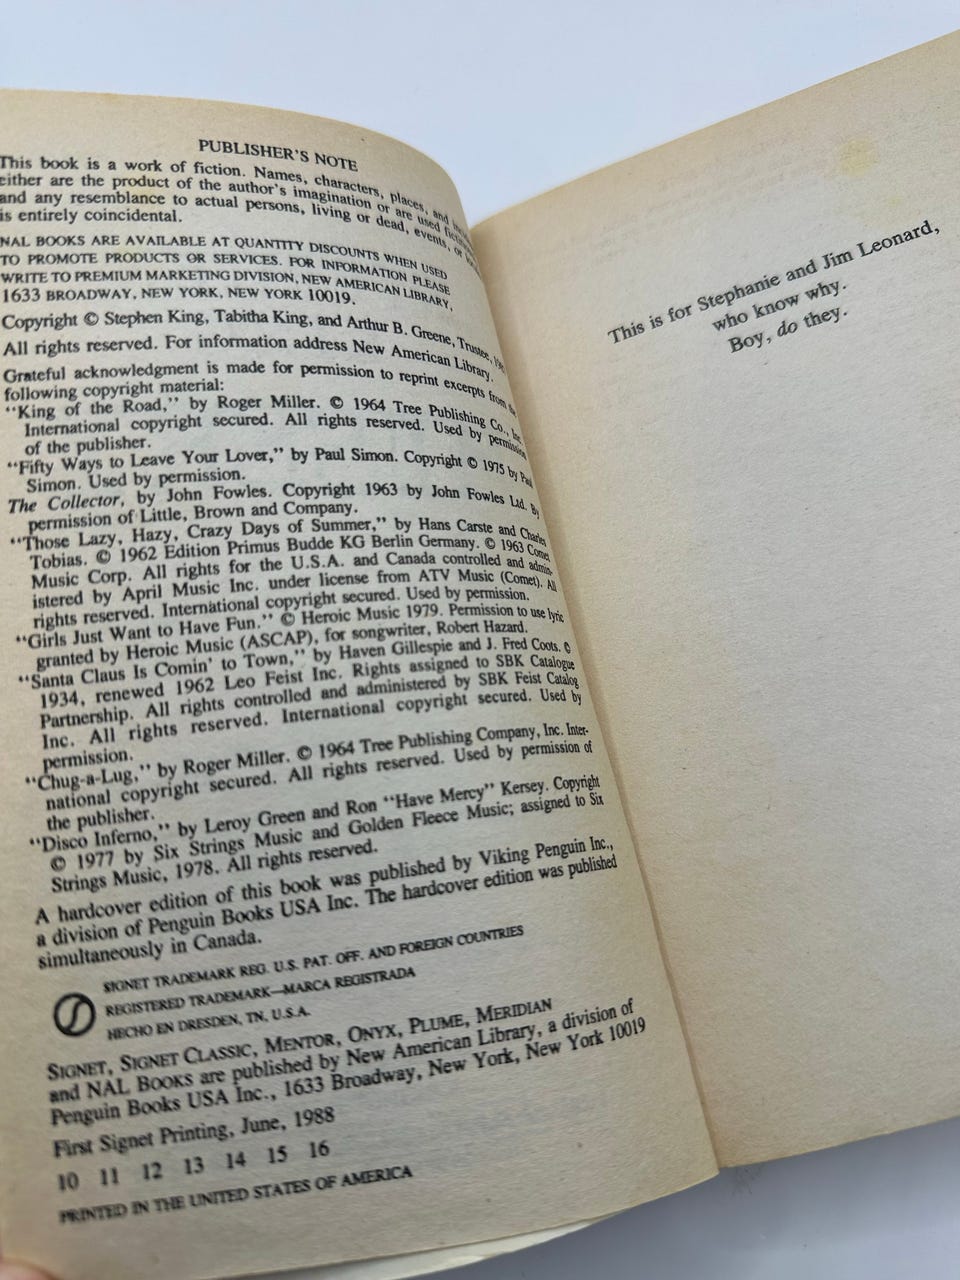 PUBLISHER'S NOTE
This book is a work of fiction. Names, characters, places, and
either are the product of the author's imagination or are used
and any resemblance to actual persons, living or dead, events, or
is entirely coincidental.
NAL BOOKS ARE AVAILABLE AT QUANTITY DISCOUNTS WHEN USED
TO PROMOTE PRODUCTS OR SERVICES. FOR INFORMATION PLEASE
WRITE TO PREMIUM MARKETING DIVISION, NEW AMERICAN LIBRARY,
1633 BROADWAY, NEW YORK, NEW YORK 10019.
Copyright © Stephen King, Tabitha King, and Arthur B. Greene, Trustee,
All rights reserved. For information address New American Library.
Grateful acknowledgment is made for permission to reprint excerpts from the
following copyright material:
"King of the Road," by Roger Miller. © 1964 Tree Publishing Co., Inc.
International copyright secured. All rights reserved. Used by permission
of the publisher.
"Fifty Ways to Leave Your Lover," by Paul Simon. Copyright © 1975 by Paul
Simon. Used by permission.
The Collector, by John Fowles. Copyright 1963 by John Fowles Ltd. By
permission of Little, Brown and Company.
"Those Lazy, Hazy, Crazy Days of Summer," by Hans Carste and Charles
Tobias. © 1962 Edition Primus Budde KG Berlin Germany. © 1963 Comet
Music Corp. All rights for the U.S.A. and Canada controlled and admin-
istered by April Music Inc. under license from ATV Music (Comet). All
rights reserved. International copyright secured. Used by permission.
"Girls Just Want to Have Fun." © Heroic Music 1979. Permission to use lyric
granted by Heroic Music (ASCAP), for songwriter, Robert Hazard.
"Santa Claus Is Comin' to Town," by Haven Gillespie and J. Fred Coots. ©
1934, renewed 1962 Leo Feist Inc. Rights assigned to SBK Catalogue
Partnership. All rights controlled and administered by SBK Feist Catalog
Inc. All rights reserved. International copyright secured. Used by
permission.
"Chug-a-Lug," by Roger Miller. © 1964 Tree Publishing Company, Inc. Inter-
national copyright secured. All rights reserved. Used by permission of
the publisher.
"Disco Inferno," by Leroy Green and Ron "Have Mercy" Kersey. Copyright
© 1977 by Six Strings Music and Golden Fleece Music; assigned to Six
Strings Music, 1978. All rights reserved.
A hardcover edition of this book was published by Viking Penguin Inc.,
a division of Penguin Books USA Inc. The hardcover edition was published
simultaneously in Canada.
SIGNET TRADEMARK REG. U.S. PAT. OFF. AND FOREIGN COUNTRIES
REGISTERED TRADEMARK—MARCA REGISTRADA
HECHO EN DRESDEN, TN, U.S.A.
SIGNET, SIGNET CLASSIC, MENTOR, ONYX, PLUME, MERIDIAN
and NAL BOOKS are published by New American Library, a division of
Penguin Books USA Inc., 1633 Broadway, New York, New York 10019
First Signet Printing, June, 1988
10 11 12 13 14 15 16
PRINTED IN THE UNITED STATES OF AMERICA
This is for Stephanie and Jim Leonard,
who know why.
Boy, do they.